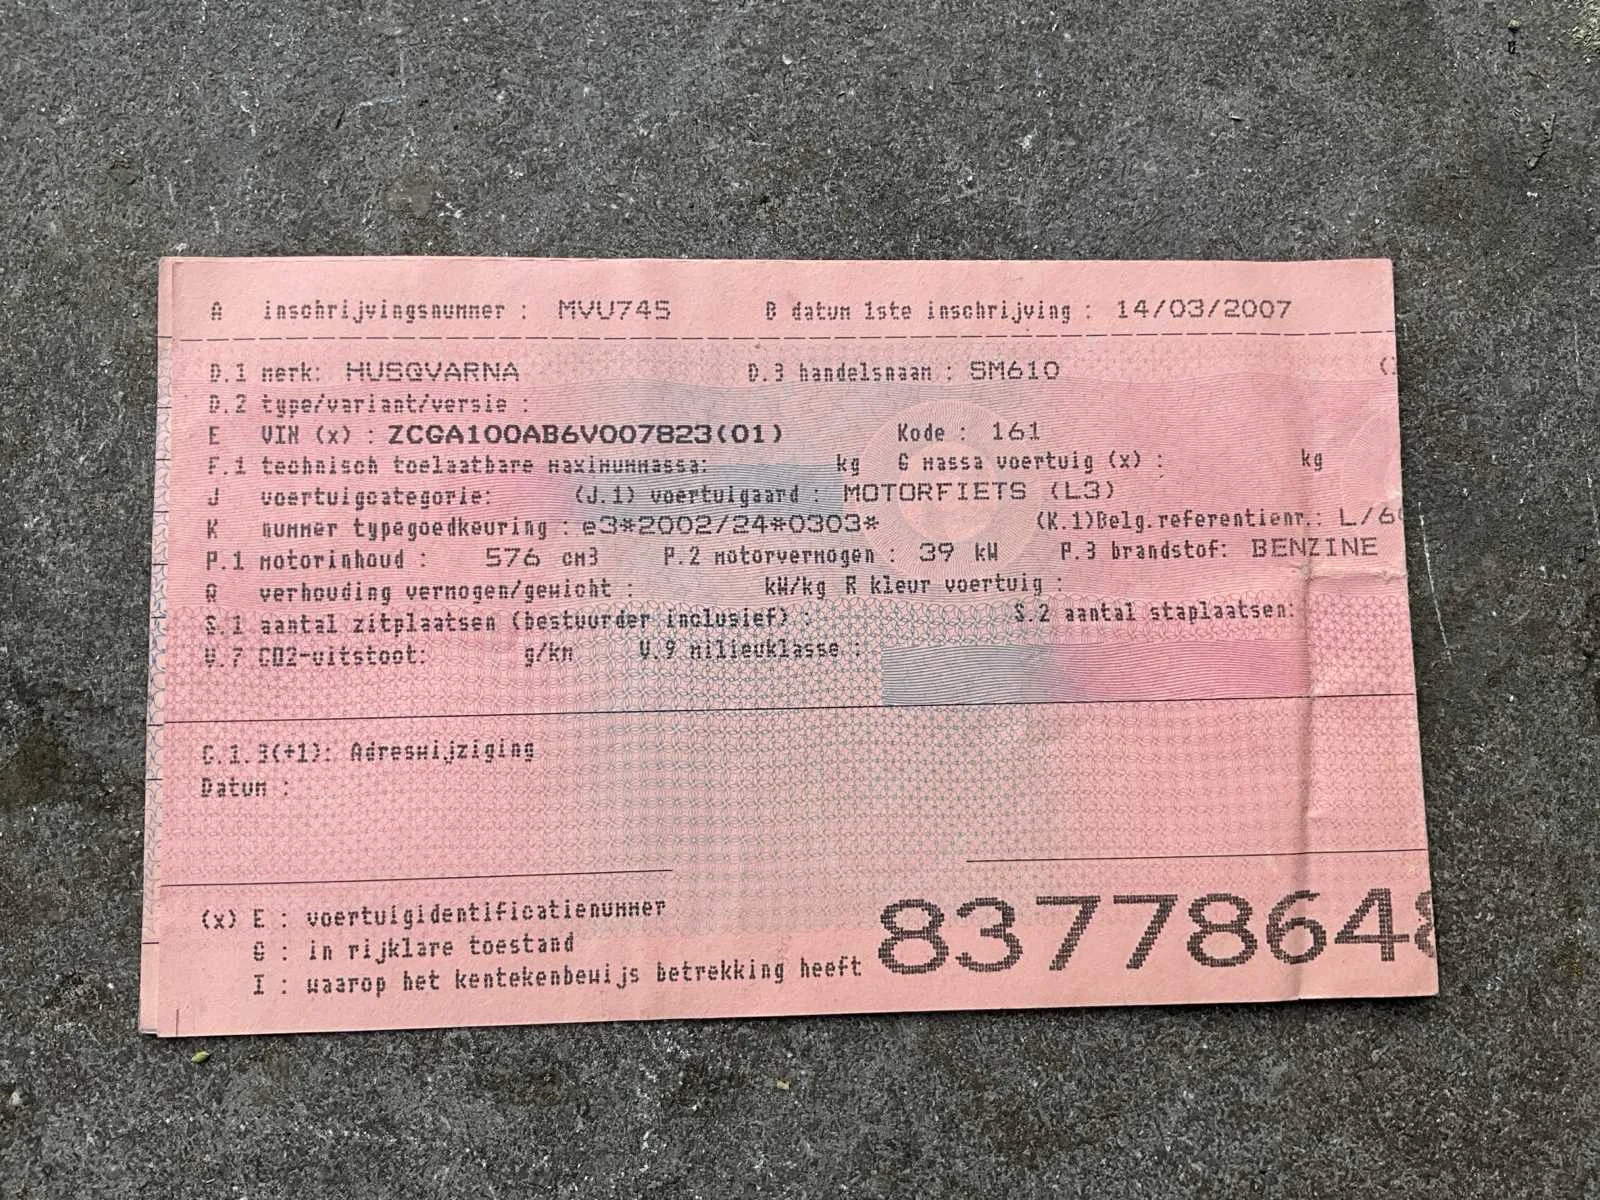 A inschrijvingsnummer : MVU745 B datum 1ste inschrijving : 14/03/2007
D.1 merk: HUSQVARNA D.3 handelsnaam : SM610 (
D.2 type/variant/versie :
E VIN (x) : ZCGA100AB6V007823(01) Kode : 161
F.1 technisch toelaatbare maximummassa: kg G massa voertuig (x) : kg
J voertuigcategorie: (J.1) voertuigaard : MOTORFIETS (L3)
K nummer typegoedkeuring : e3*2002/24*0303* (K.1)Belg.referentienr.: L/60
P.1 motorinhoud : 576 cm3 P.2 motorvermogen : 39 kW P.3 brandstof: BENZINE
Q verhouding vermogen/gewicht : kW/kg R kleur voertuig :
S.1 aantal zitplaatsen (bestuurder inclusief) : S.2 aantal staplaatsen:
V.7 CO2-uitstoot: g/km V.9 milieuklasse :
C.1.3(+1): Adreswijziging
Datum :
(x) E : voertuigidentificatienummer
G : in rijklare toestand
I : waarop het kentekenbewijs betrekking heeft
83778648